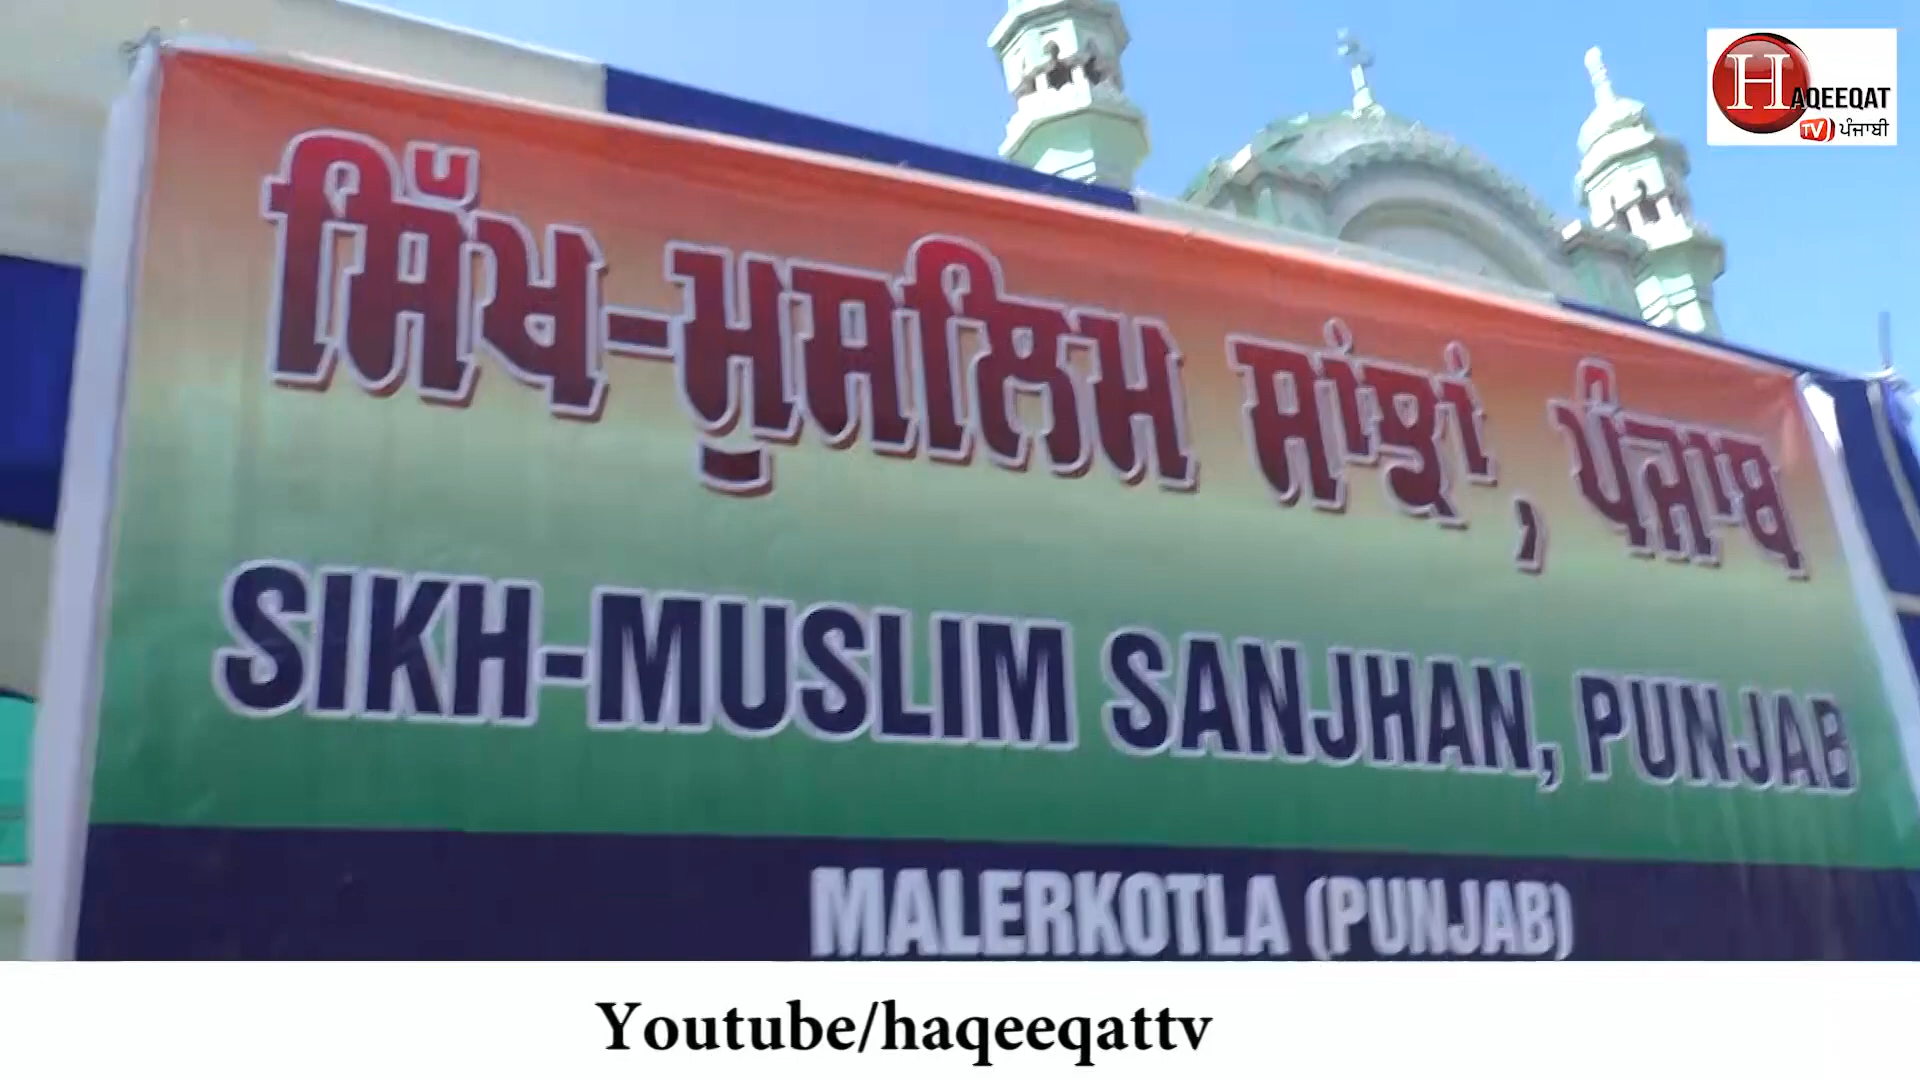 HAQEEQAT
TV ਪੰਜਾਬੀ
ਸਿੱਖ-ਮੁਸਲਿਮ ਸਾਂਝਾਂ, ਪੰਜਾਬ
SIKH-MUSLIM SANJHAN, PUNJAB
MALERKOTLA (PUNJAB)
Youtube/haqeeqattv